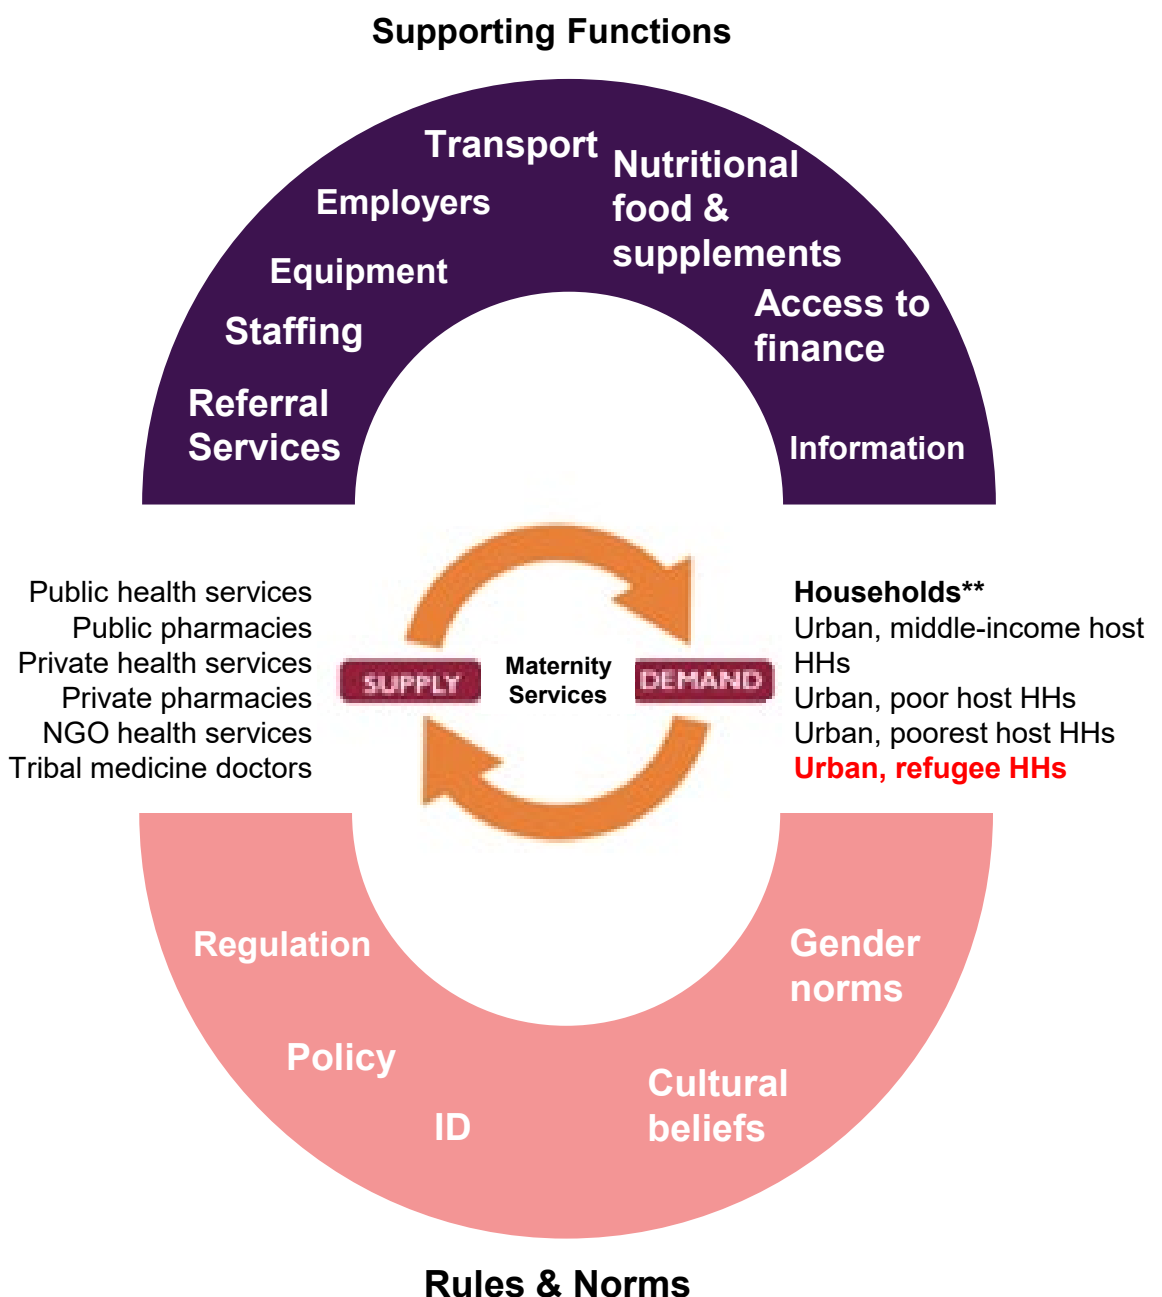 Supporting Functions
Transport
Nutritional
food &
supplements
Employers
Equipment
Access to
finance
Staffing
Referral
Services
Information
Public health services
Public pharmacies
Private health services
Private pharmacies
NGO health services
Tribal medicine doctors
SUPPLY
Maternity
Services
DEMAND
Households**
Urban, middle-income host
HHs
Urban, poor host HHs
Urban, poorest host HHs
Urban, refugee HHs
Regulation
Gender
norms
Policy
Cultural
beliefs
ID
Rules & Norms